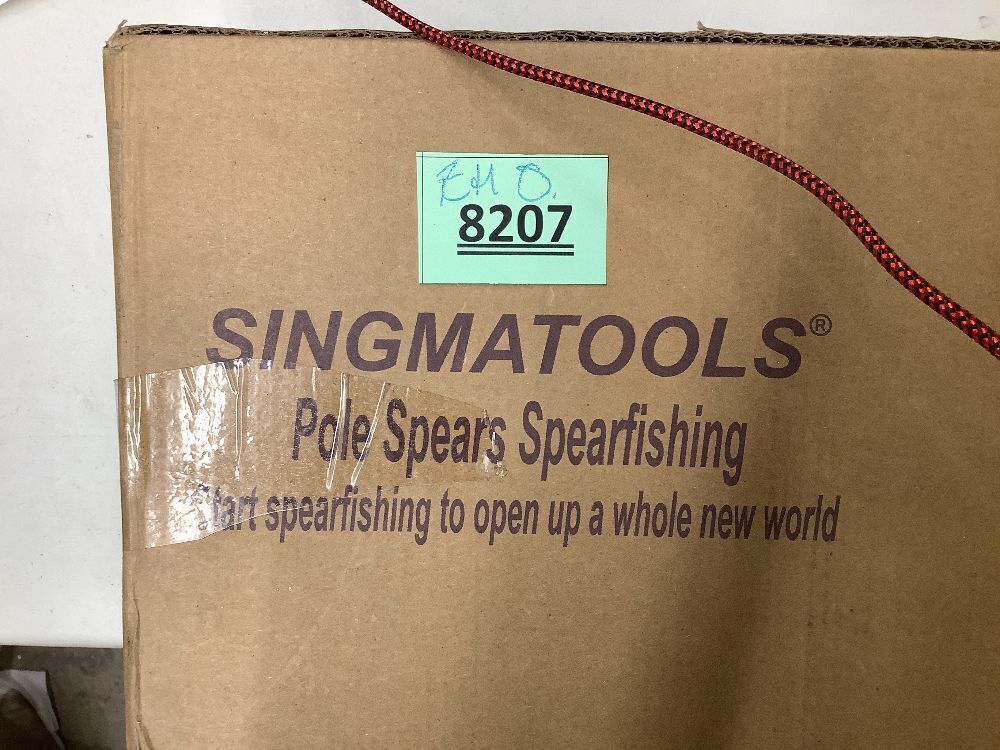 8207
SINGMATOOLS®
Pole Spears Spearfishing
Start spearfishing to open up a whole new world